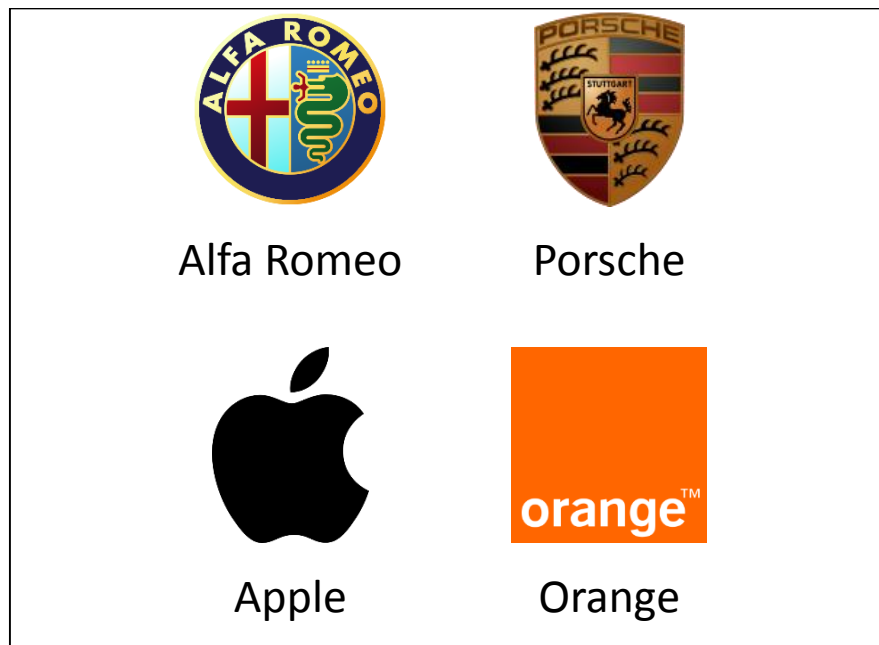 ALFA ROMEO
PORSCHE
STUTTGART
Alfa Romeo
Porsche
orange™
Apple
Orange